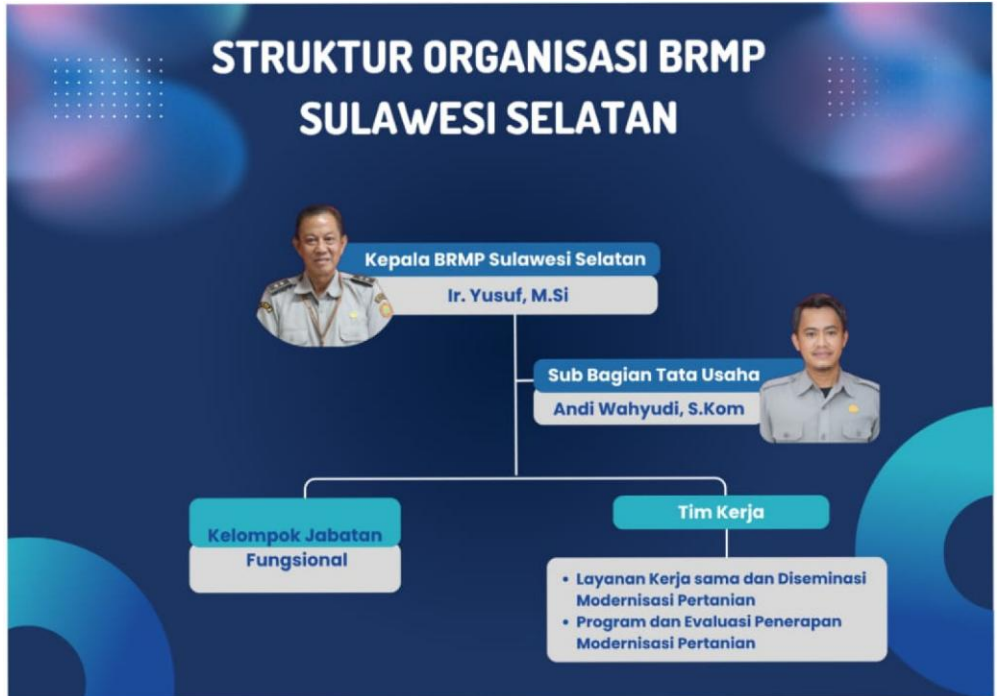 STRUKTUR ORGANISASI BRMP
SULAWESI SELATAN
Kepala BRMP Sulawesi Selatan
Ir. Yusuf, M.Si
Sub Bagian Tata Usaha
Andi Wahyudi, S.Kom
Kelompok Jabatan
Fungsional
Tim Kerja
• Layanan Kerja sama dan Diseminasi
Modernisasi Pertanian
• Program dan Evaluasi Penerapan
Modernisasi Pertanian